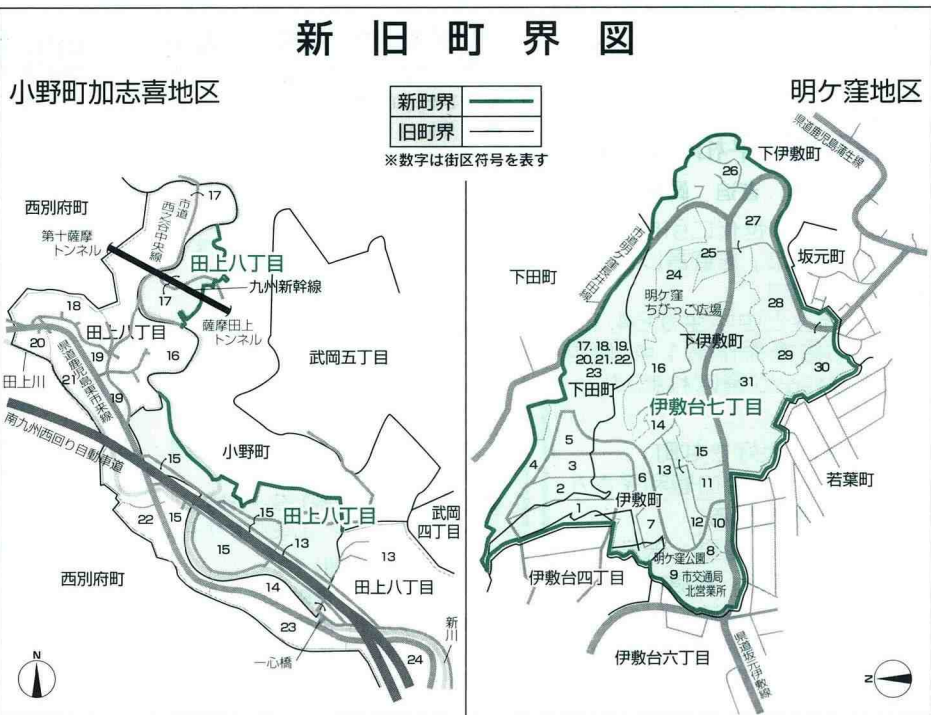 新旧町界図
小野町加志喜地区
明ケ窪地区
新町界
旧町界
※数字は街区符号を表す
17
西別府町
市道
西之谷中央線
第十薩摩
トンネル
田上八丁目
九州新幹線
17
薩摩田上
トンネル
18
田上八丁目
20
19
16
武岡五丁目
田上川
21
県道鹿児島東市来線
19
南九州西回り自動車道
小野町
15
15
田上八丁目
武岡
四丁目
22
15
15
13
13
西別府町
14
田上八丁目
23
一心橋
新川
24
N
県道鹿児島蒲生線
下伊敷町
26
27
坂元町
25
下田町
24
明ケ窪
ちびっこ広場
28
下伊敷町
17.18.19.
20.21.22.
23
下田町
16
29
30
31
伊敷台七丁目
14
5
4
3
6
13
15
若葉町
2
11
伊敷町
1
7
12
10
明ケ窪公園
8
伊敷台四丁目
9
市交通局
北営業所
伊敷台六丁目
県道坂元伊敷線
N